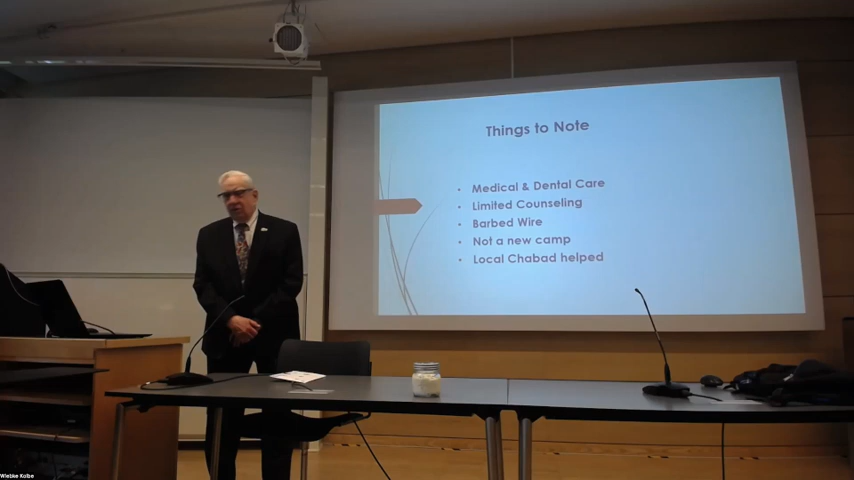 Things to Note
• Medical & Dental Care
• Limited Counseling
• Barbed Wire
• Not a new camp
• Local Chabad helped
Wiebke Kolbe